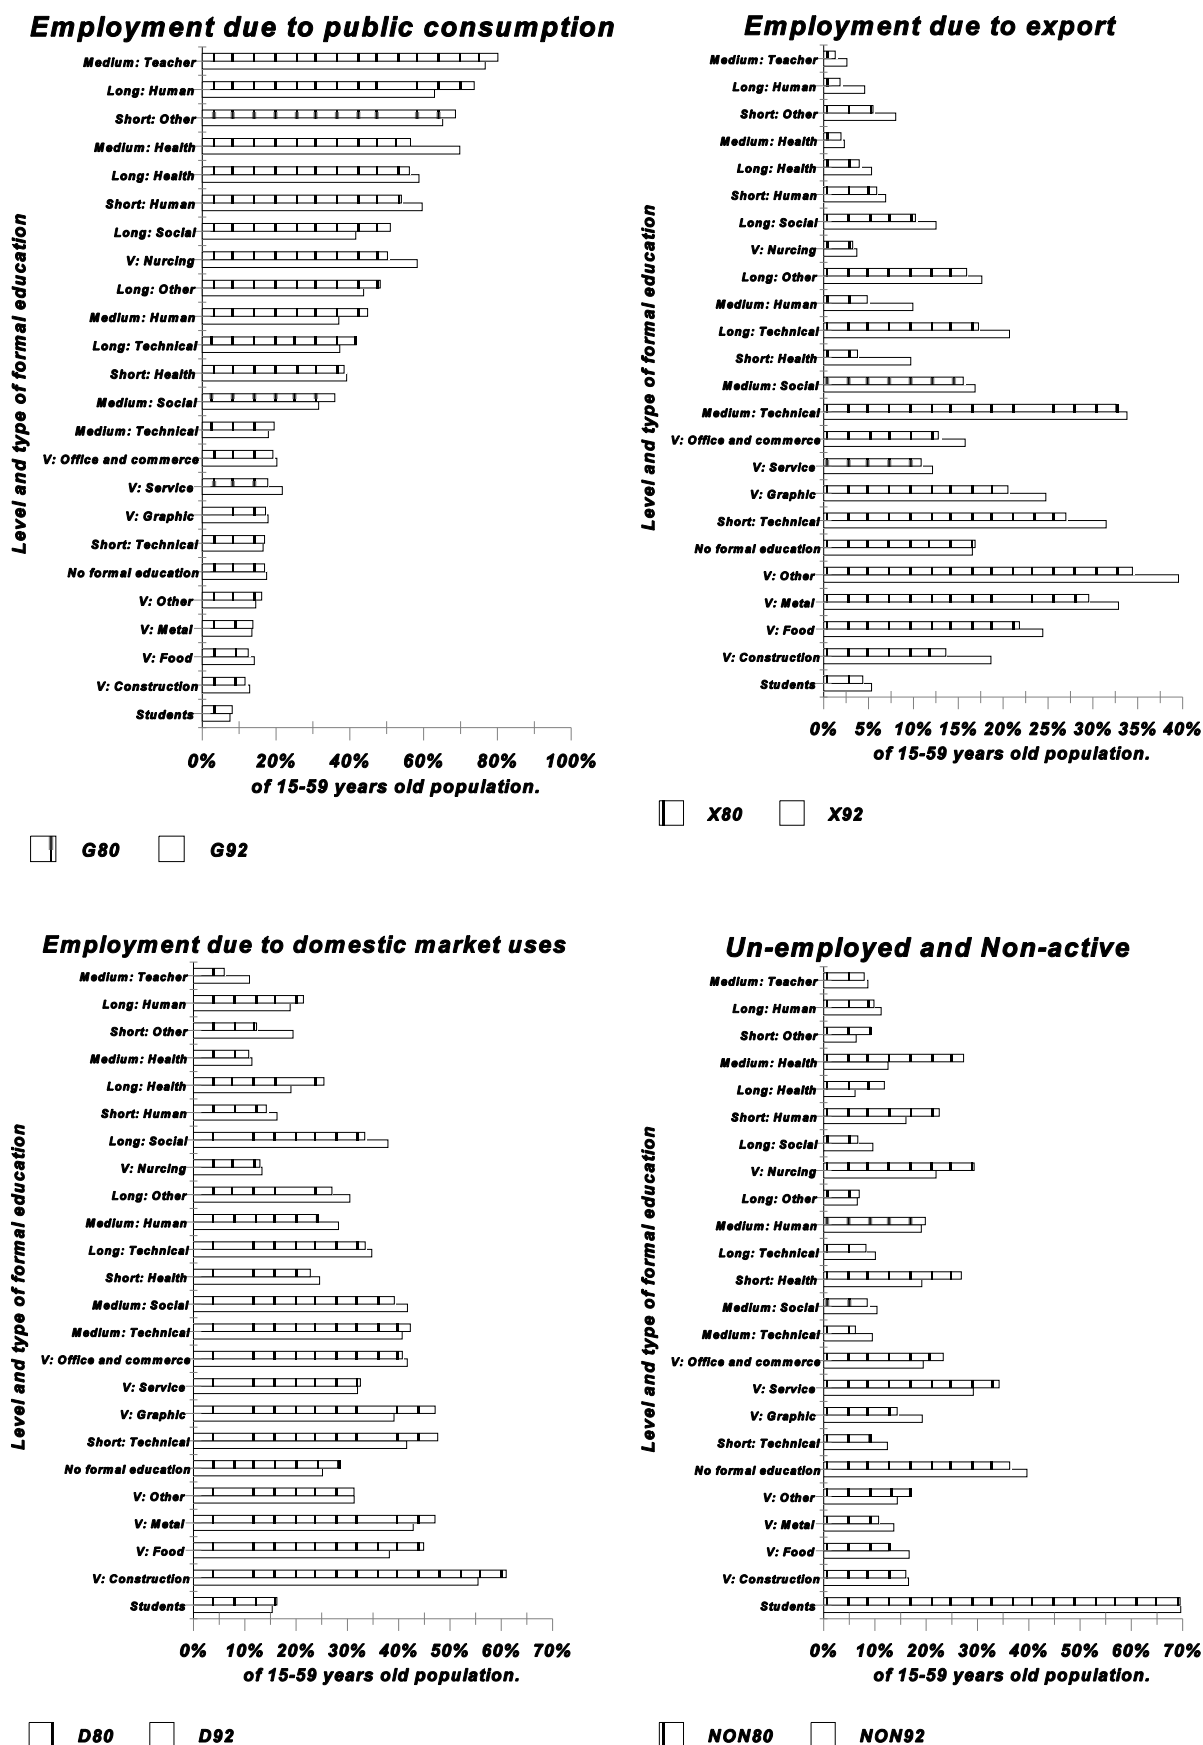 Employment due to public consumption
Level and type of formal education
Medium: Teacher
Long: Human
Short: Other
Medium: Health
Long: Health
Short: Human
Long: Social
V: Nurcing
Long: Other
Medium: Human
Long: Technical
Short: Health
Medium: Social
Medium: Technical
V: Office and commerce
V: Service
V: Graphic
Short: Technical
No formal education
V: Other
V: Metal
V: Food
V: Construction
Students
0% 20% 40% 60% 80% 100%
of 15-59 years old population.
G80 G92
Employment due to export
Level and type of formal education
Medium: Teacher
Long: Human
Short: Other
Medium: Health
Long: Health
Short: Human
Long: Social
V: Nurcing
Long: Other
Medium: Human
Long: Technical
Short: Health
Medium: Social
Medium: Technical
V: Office and commerce
V: Service
V: Graphic
Short: Technical
No formal education
V: Other
V: Metal
V: Food
V: Construction
Students
0% 5% 10% 15% 20% 25% 30% 35% 40%
of 15-59 years old population.
X80 X92
Employment due to domestic market uses
Level and type of formal education
Medium: Teacher
Long: Human
Short: Other
Medium: Health
Long: Health
Short: Human
Long: Social
V: Nurcing
Long: Other
Medium: Human
Long: Technical
Short: Health
Medium: Social
Medium: Technical
V: Office and commerce
V: Service
V: Graphic
Short: Technical
No formal education
V: Other
V: Metal
V: Food
V: Construction
Students
0% 10% 20% 30% 40% 50% 60% 70%
of 15-59 years old population.
D80 D92
Un-employed and Non-active
Level and type of formal education
Medium: Teacher
Long: Human
Short: Other
Medium: Health
Long: Health
Short: Human
Long: Social
V: Nurcing
Long: Other
Medium: Human
Long: Technical
Short: Health
Medium: Social
Medium: Technical
V: Office and commerce
V: Service
V: Graphic
Short: Technical
No formal education
V: Other
V: Metal
V: Food
V: Construction
Students
0% 10% 20% 30% 40% 50% 60% 70%
of 15-59 years old population.
NON80 NON92